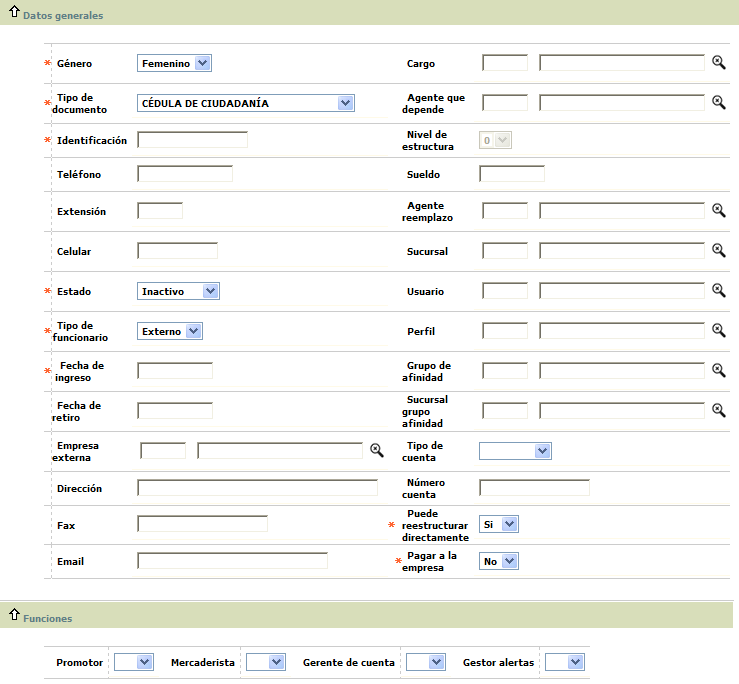 Datos generales
* Género Femenino Cargo
* Tipo de documento CÉDULA DE CIUDADANÍA Agente que depende
* Identificación Nivel de estructura 0
Teléfono Sueldo
Extensión Agente reemplazo
Celular Sucursal
* Estado Inactivo Usuario
* Tipo de funcionario Externo Perfil
* Fecha de ingreso Grupo de afinidad
Fecha de retiro Sucursal grupo afinidad
Empresa externa Tipo de cuenta
Dirección Número cuenta
Fax * Puede reestructurar directamente Si
Email * Pagar a la empresa No
Funciones
Promotor Mercaderista Gerente de cuenta Gestor alertas